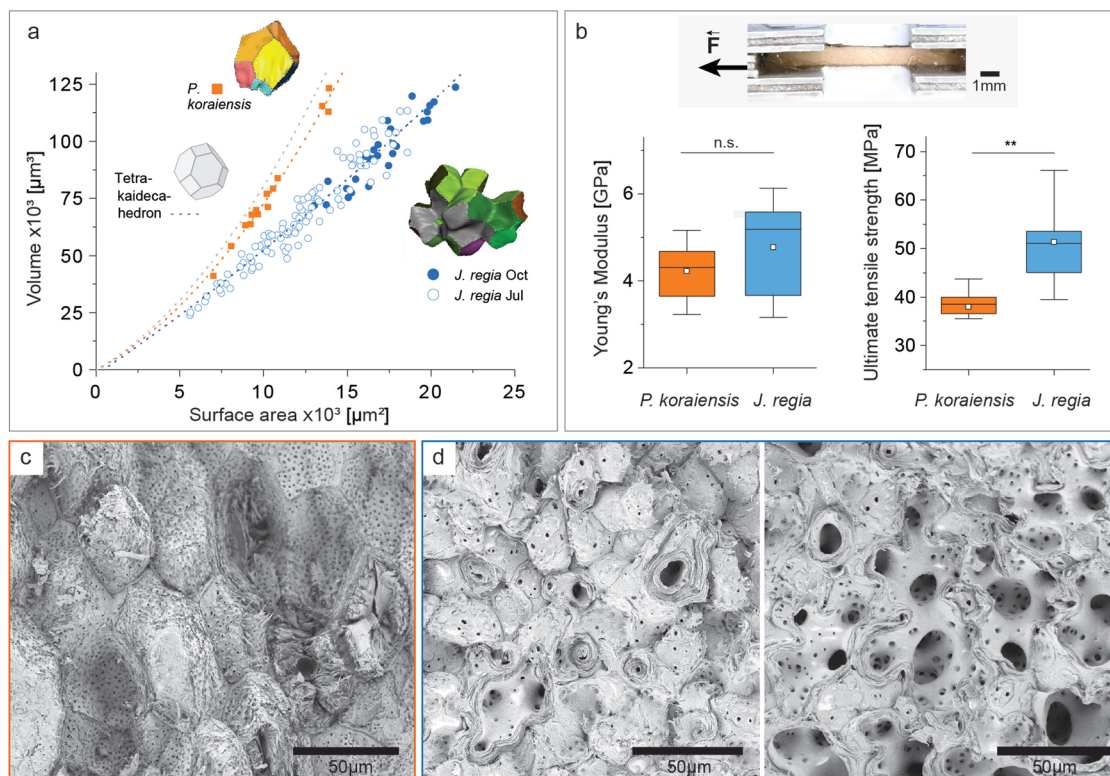 a
P.
koraiensis
Tetra-
kaideca-
hedron
J. regia Oct
J. regia Jul
Volume ×10³ [µm³]
125
100
75
50
25
0
0
5
10
15
20
25
Surface area ×10³ [µm²]
b
F
1mm
Young's Modulus [GPa]
n.s.
6
4
2
P. koraiensis
J. regia
Ultimate tensile strength [MPa]
**
70
60
50
40
30
P. koraiensis
J. regia
c
50µm
d
50µm
50µm